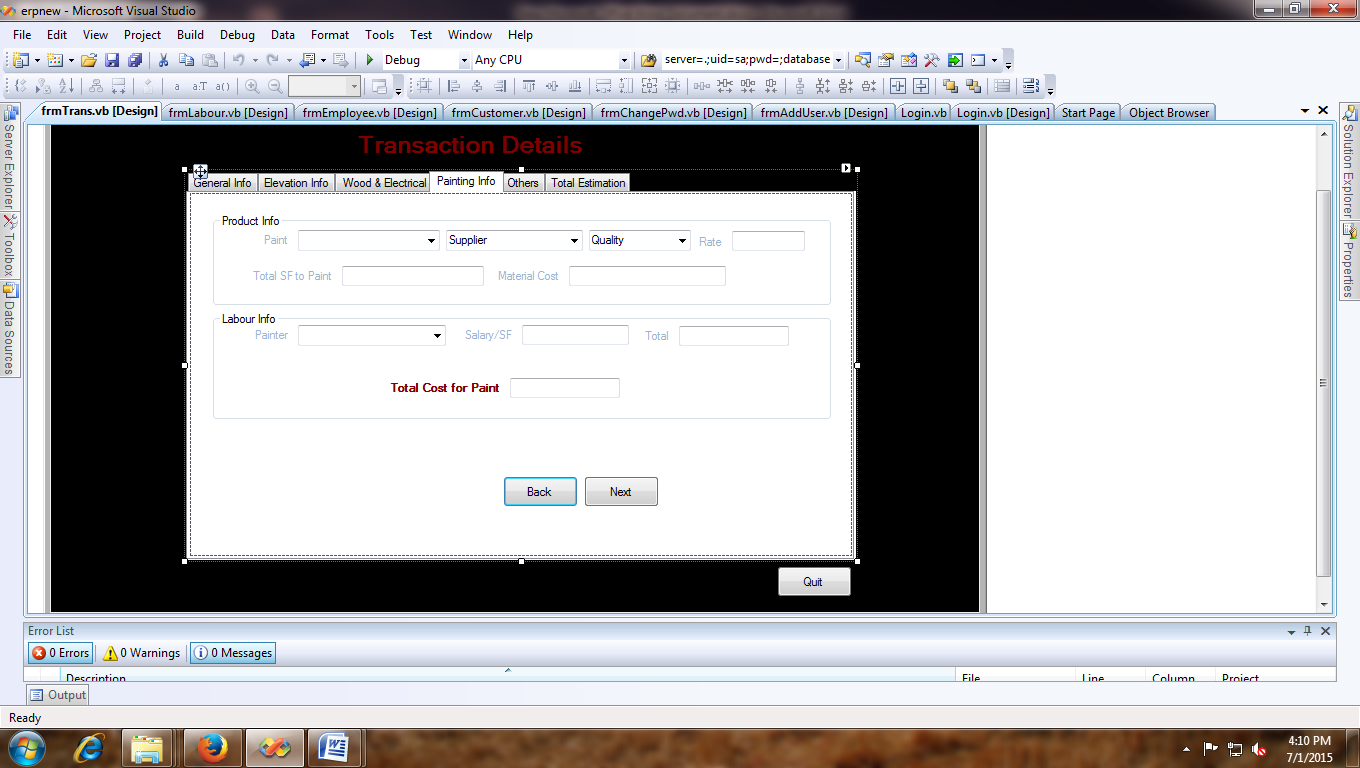 erpnew - Microsoft Visual Studio
File Edit View Project Build Debug Data Format Tools Test Window Help
Debug Any CPU server=.;uid=sa;pwd=;database
frmTrans.vb [Design] frmLabour.vb [Design] frmEmployee.vb [Design] frmCustomer.vb [Design] frmChangePwd.vb [Design] frmAddUser.vb [Design] Login.vb Login.vb [Design] Start Page Object Browser
Server Explorer
Toolbox
Data Sources
Solution Explorer
Properties
Transaction Details
General Info Elevation Info Wood & Electrical Painting Info Others Total Estimation
Product Info
Paint Supplier Quality Rate
Total SF to Paint Material Cost
Labour Info
Painter Salary/SF Total
Total Cost for Paint
Back Next
Quit
Error List
0 Errors 0 Warnings 0 Messages
Description File Line Column Project
Output
Ready
4:10 PM
7/1/2015